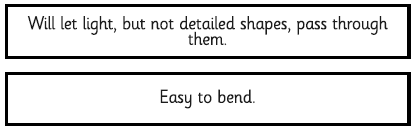 Will let light, but not detailed shapes, pass through
them.
Easy to bend.